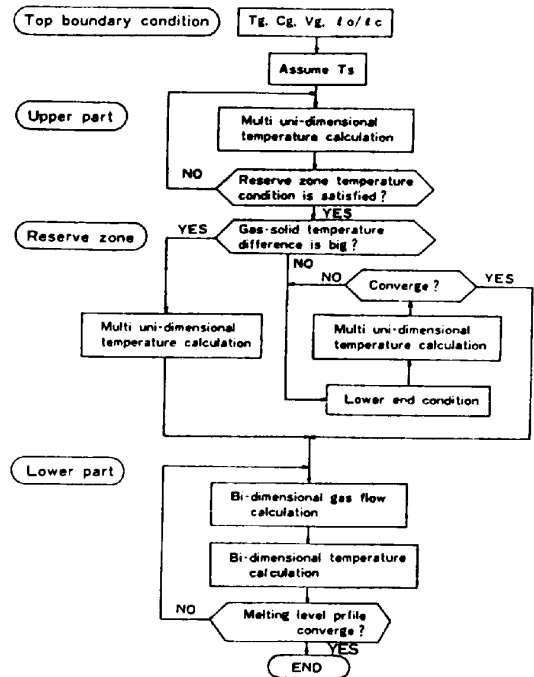 Top boundary condition
Tg, Cg, Vg, ℓo/ℓc
Assume Ts
Upper part
Multi uni-dimensional
temperature calculation
NO
Reserve zone temperature
condition is satisfied?
YES
Reserve zone
YES
Gas-solid temperature
difference is big?
NO
NO
Converge?
YES
Multi uni-dimensional
temperature calculation
Multi uni-dimensional
temperature calculation
Lower end condition
Lower part
Bi-dimensional gas flow
calculation
Bi-dimensional temperature
calculation
NO
Melting level prfile
converge?
YES
END